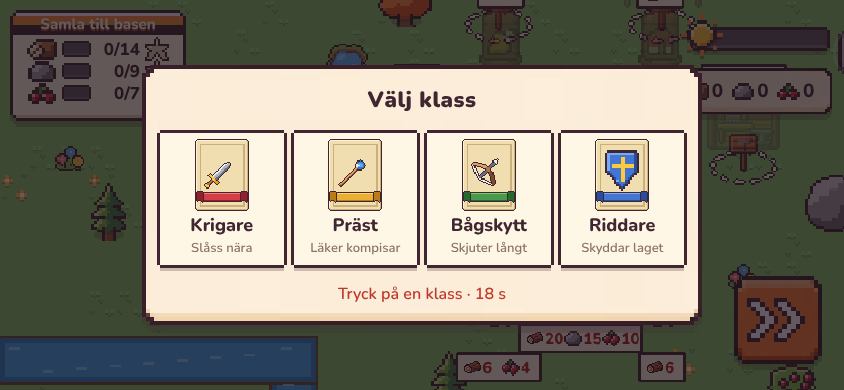 Samla till basen
0/14
0/9
0/7
0
0
0
Välj klass
Krigare
Slåss nära
Präst
Läker kompisar
Bågskytt
Skjuter långt
Riddare
Skyddar laget
Tryck på en klass · 18 s
20 15 10
6 4
6